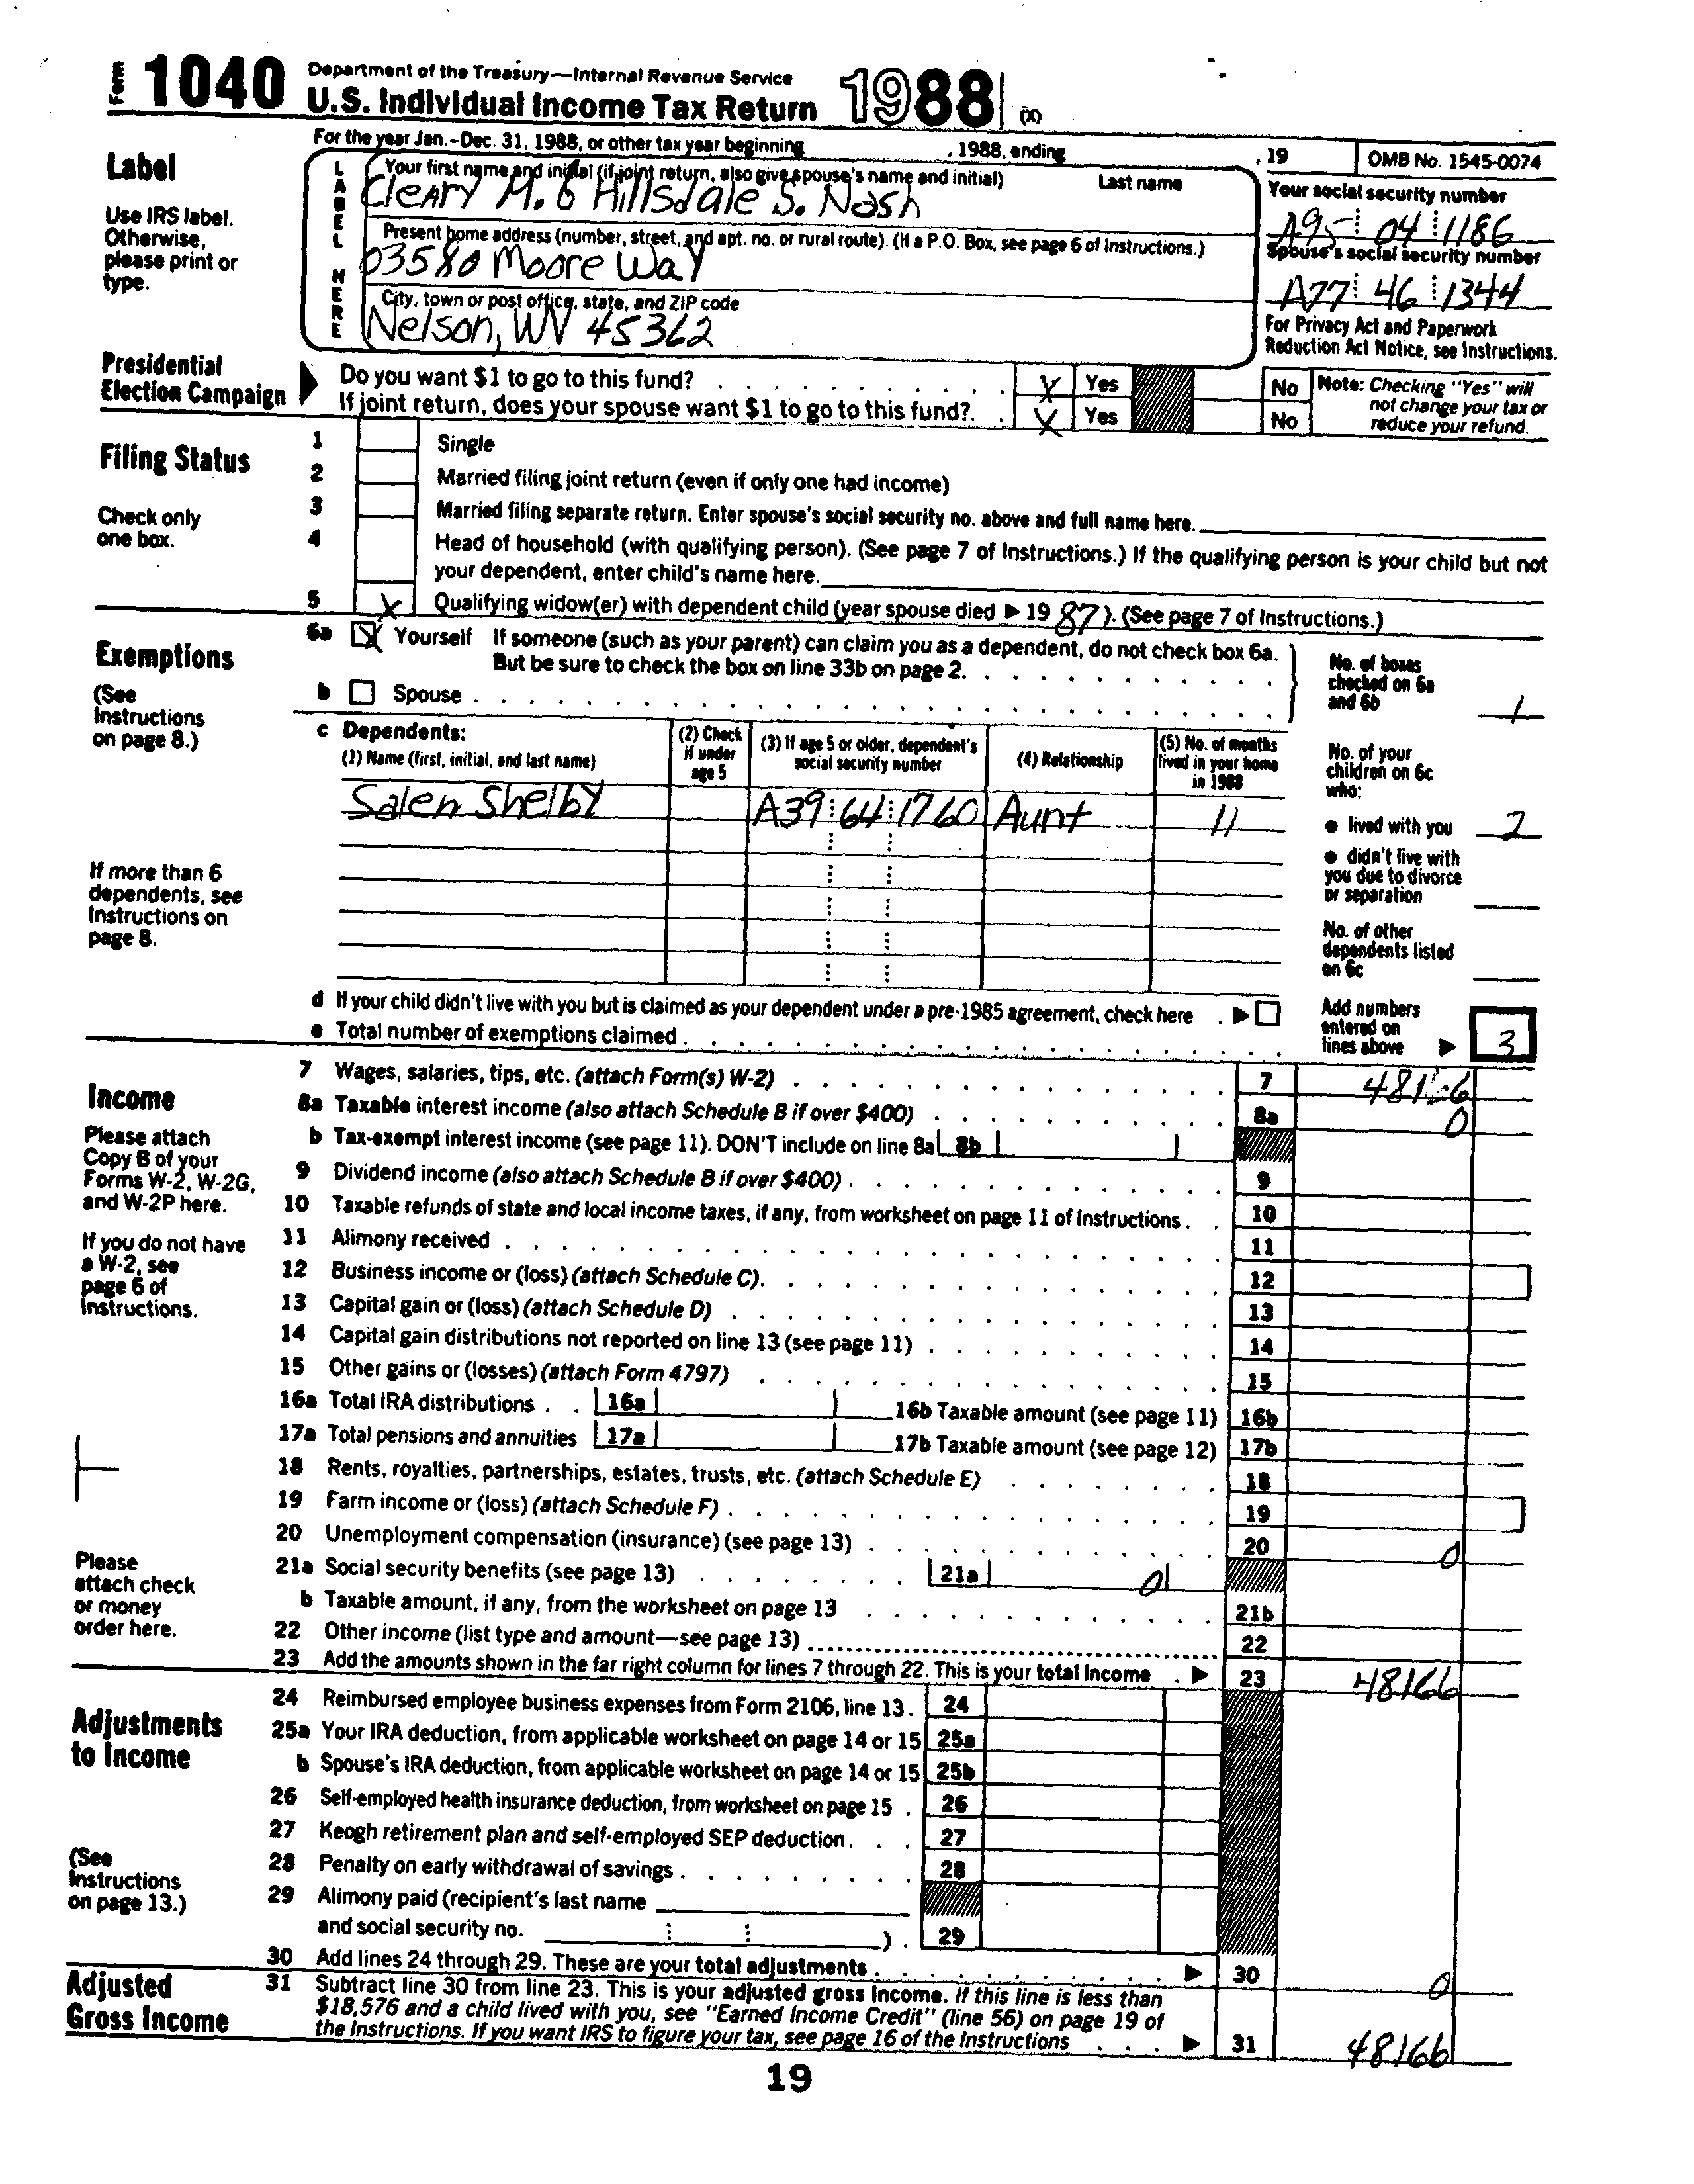 Form 1040 Department of the Treasury—Internal Revenue Service
U.S. Individual Income Tax Return 1988 (X)
For the year Jan.–Dec. 31, 1988, or other tax year beginning , 1988, ending , 19 OMB No. 1545-0074
Label
Use IRS label.
Otherwise,
please print or
type.
LABEL HERE
Your first name and initial (if joint return, also give spouse's name and initial) Last name
Cleary M. & Hillsdale S. Nash
Present home address (number, street, and apt. no. or rural route). (If a P.O. Box, see page 6 of Instructions.)
03580 Moore Way
City, town or post office, state, and ZIP code
Nelson, WV 45362
Your social security number
A95 04 1186
Spouse's social security number
A77 46 1344
For Privacy Act and Paperwork
Reduction Act Notice, see Instructions.
Presidential
Election Campaign
Do you want $1 to go to this fund? X Yes No
If joint return, does your spouse want $1 to go to this fund? X Yes No
Note: Checking "Yes" will
not change your tax or
reduce your refund.
Filing Status
Check only
one box.
1 Single
2 Married filing joint return (even if only one had income)
3 Married filing separate return. Enter spouse's social security no. above and full name here.
4 Head of household (with qualifying person). (See page 7 of Instructions.) If the qualifying person is your child but not
your dependent, enter child's name here.
5 X Qualifying widow(er) with dependent child (year spouse died ▶ 19 87). (See page 7 of Instructions.)
Exemptions
(See
Instructions
on page 8.)
6a X Yourself If someone (such as your parent) can claim you as a dependent, do not check box 6a.
But be sure to check the box on line 33b on page 2.
b Spouse
No. of boxes
checked on 6a
and 6b 1
c Dependents:
(1) Name (first, initial, and last name)
(2) Check
if under
age 5
(3) If age 5 or older, dependent's
social security number
(4) Relationship
(5) No. of months
lived in your home
in 1988
Salen Shelby A39 64 1760 Aunt 11
No. of your
children on 6c
who:
● lived with you 2
● didn't live with
you due to divorce
or separation
No. of other
dependents listed
on 6c
If more than 6
dependents, see
Instructions on
page 8.
d If your child didn't live with you but is claimed as your dependent under a pre-1985 agreement, check here ▶
e Total number of exemptions claimed
Add numbers
entered on
lines above ▶ 3
Income
Please attach
Copy B of your
Forms W-2, W-2G,
and W-2P here.
If you do not have
a W-2, see
page 6 of
Instructions.
7 Wages, salaries, tips, etc. (attach Form(s) W-2) 7 48166
8a Taxable interest income (also attach Schedule B if over $400) 8a 0
b Tax-exempt interest income (see page 11). DON'T include on line 8a 8b
9 Dividend income (also attach Schedule B if over $400) 9
10 Taxable refunds of state and local income taxes, if any, from worksheet on page 11 of Instructions 10
11 Alimony received 11
12 Business income or (loss) (attach Schedule C) 12
13 Capital gain or (loss) (attach Schedule D) 13
14 Capital gain distributions not reported on line 13 (see page 11) 14
15 Other gains or (losses) (attach Form 4797) 15
16a Total IRA distributions 16a 16b Taxable amount (see page 11) 16b
17a Total pensions and annuities 17a 17b Taxable amount (see page 12) 17b
18 Rents, royalties, partnerships, estates, trusts, etc. (attach Schedule E) 18
19 Farm income or (loss) (attach Schedule F) 19
20 Unemployment compensation (insurance) (see page 13) 20 0
21a Social security benefits (see page 13) 21a 0
b Taxable amount, if any, from the worksheet on page 13 21b
22 Other income (list type and amount—see page 13) 22
23 Add the amounts shown in the far right column for lines 7 through 22. This is your total income ▶ 23 48166
Please
attach check
or money
order here.
Adjustments
to Income
(See
Instructions
on page 13.)
24 Reimbursed employee business expenses from Form 2106, line 13. 24
25a Your IRA deduction, from applicable worksheet on page 14 or 15 25a
b Spouse's IRA deduction, from applicable worksheet on page 14 or 15 25b
26 Self-employed health insurance deduction, from worksheet on page 15 26
27 Keogh retirement plan and self-employed SEP deduction 27
28 Penalty on early withdrawal of savings 28
29 Alimony paid (recipient's last name
and social security no. ) 29
30 Add lines 24 through 29. These are your total adjustments ▶ 30 0
Adjusted
Gross Income
31 Subtract line 30 from line 23. This is your adjusted gross income. If this line is less than
$18,576 and a child lived with you, see "Earned Income Credit" (line 56) on page 19 of
the Instructions. If you want IRS to figure your tax, see page 16 of the Instructions ▶ 31 48166
19